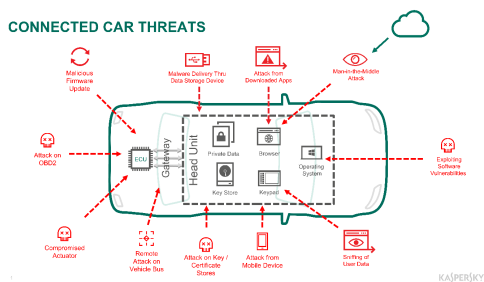 CONNECTED CAR THREATS
Malicious
Firmware
Update
Malware Delivery Thru
Data Storage Device
Attack from
Downloaded Apps
Man-in-the-Middle
Attack
Attack on
OBD2
ECU
Gateway
Head Unit
Private Data
Browser
Operating
System
Key Store
Keypad
Exploiting
Software
Vulnerabilities
Compromised
Actuator
Remote
Attack on
Vehicle Bus
Attack on Key /
Certificate
Stores
Attack from
Mobile Device
Sniffing of
User Data
KASPERSKY